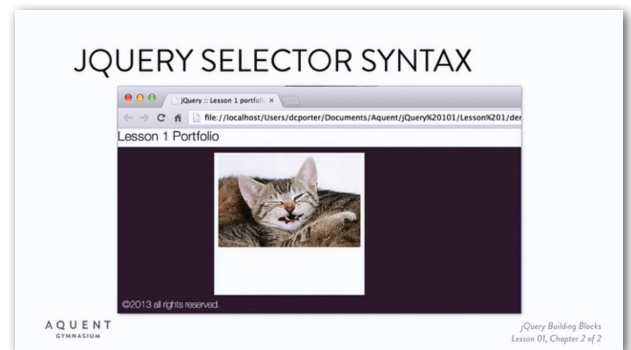 JQUERY SELECTOR SYNTAX
jQuery :: Lesson 1 portfolio
file://localhost/Users/dcporter/Documents/Aquent/jQuery%20101/Lesson%201/der
Lesson 1 Portfolio
©2013 all rights reserved.
AQUENT
GYMNASIUM
jQuery Building Blocks
Lesson 01, Chapter 2 of 2